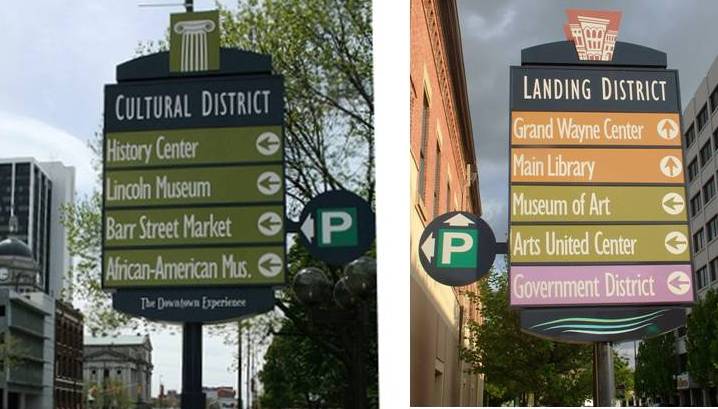 CULTURAL DISTRICT
History Center
Lincoln Museum
Barr Street Market
African-American Mus.
The Downtown Experience
P
LANDING DISTRICT
Grand Wayne Center
Main Library
Museum of Art
Arts United Center
Government District
P